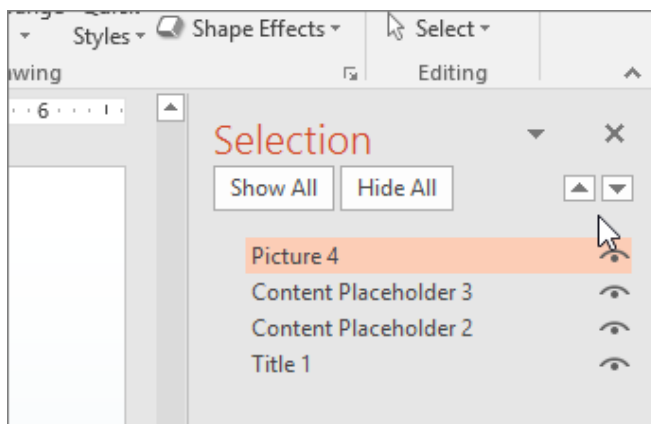 Styles
Shape Effects
Select
Editing
6
Selection
Show All
Hide All
Picture 4
Content Placeholder 3
Content Placeholder 2
Title 1